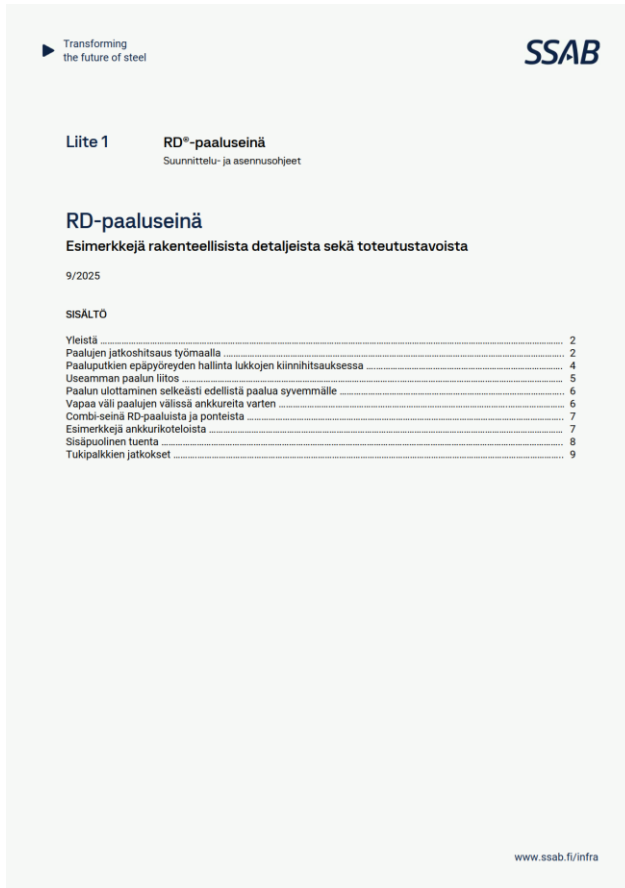 Transforming
the future of steel
SSAB
Liite 1
RD®-paaluseinä
Suunnittelu- ja asennusohjeet
RD-paaluseinä
Esimerkkejä rakenteellisista detaljeista sekä toteutustavoista
9/2025
SISÄLTÖ
Yleistä 2
Paalujen jatkoshitsaus työmaalla 2
Paaluputkien epäpyöreyden hallinta lukkojen kiinnihitsauksessa 4
Useamman paalun liitos 5
Paalun ulottaminen selkeästi edellistä paalua syvemmälle 6
Vapaa väli paalujen välissä ankkureita varten 6
Combi-seinä RD-paaluista ja ponteista 7
Esimerkkejä ankkurikoteloista 7
Sisäpuolinen tuenta 8
Tukipalkkien jatkokset 9
www.ssab.fi/infra